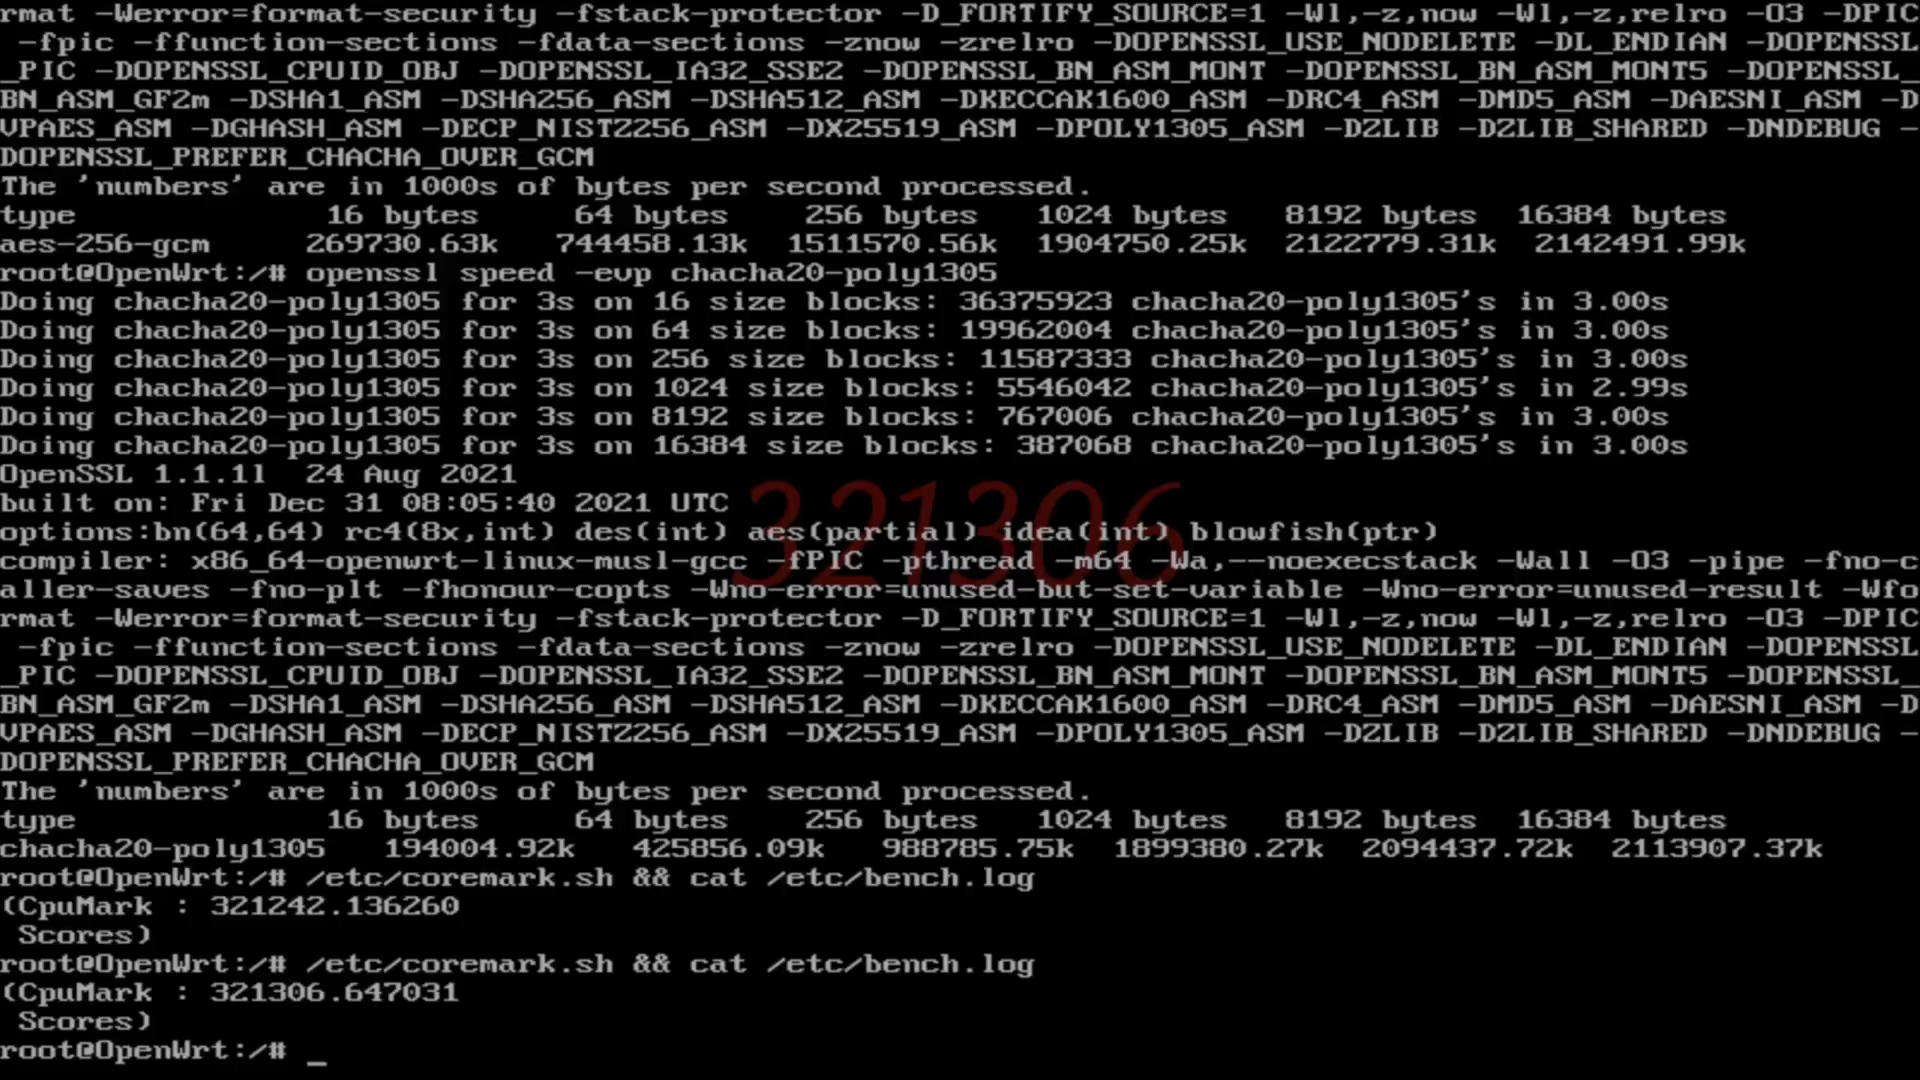 rmat -Werror=format-security -fstack-protector -D_FORTIFY_SOURCE=1 -Wl,-z,now -Wl,-z,relro -O3 -DPIC
-fpic -ffunction-sections -fdata-sections -znow -zrelro -DOPENSSL_USE_NODELETE -DL_ENDIAN -DOPENSSL
_PIC -DOPENSSL_CPUID_OBJ -DOPENSSL_IA32_SSE2 -DOPENSSL_BN_ASM_MONT -DOPENSSL_BN_ASM_MONT5 -DOPENSSL_
BN_ASM_GF2m -DSHA1_ASM -DSHA256_ASM -DSHA512_ASM -DKECCAK1600_ASM -DRC4_ASM -DMD5_ASM -DAESNI_ASM -D
VPAES_ASM -DGHASH_ASM -DECP_NISTZ256_ASM -DX25519_ASM -DPOLY1305_ASM -DZLIB -DZLIB_SHARED -DNDEBUG -
DOPENSSL_PREFER_CHACHA_OVER_GCM
The 'numbers' are in 1000s of bytes per second processed.
type 16 bytes 64 bytes 256 bytes 1024 bytes 8192 bytes 16384 bytes
aes-256-gcm 269730.63k 744458.13k 1511570.56k 1904750.25k 2122779.31k 2142491.99k
root@OpenWrt:/# openssl speed -evp chacha20-poly1305
Doing chacha20-poly1305 for 3s on 16 size blocks: 36375923 chacha20-poly1305's in 3.00s
Doing chacha20-poly1305 for 3s on 64 size blocks: 19962004 chacha20-poly1305's in 3.00s
Doing chacha20-poly1305 for 3s on 256 size blocks: 11587333 chacha20-poly1305's in 3.00s
Doing chacha20-poly1305 for 3s on 1024 size blocks: 5546042 chacha20-poly1305's in 2.99s
Doing chacha20-poly1305 for 3s on 8192 size blocks: 767006 chacha20-poly1305's in 3.00s
Doing chacha20-poly1305 for 3s on 16384 size blocks: 387068 chacha20-poly1305's in 3.00s
OpenSSL 1.1.1l 24 Aug 2021
built on: Fri Dec 31 08:05:40 2021 UTC
321306
options:bn(64,64) rc4(8x,int) des(int) aes(partial) idea(int) blowfish(ptr)
compiler: x86_64-openwrt-linux-musl-gcc -fPIC -pthread -m64 -Wa,--noexecstack -Wall -O3 -pipe -fno-c
aller-saves -fno-plt -fhonour-copts -Wno-error=unused-but-set-variable -Wno-error=unused-result -Wfo
rmat -Werror=format-security -fstack-protector -D_FORTIFY_SOURCE=1 -Wl,-z,now -Wl,-z,relro -O3 -DPIC
-fpic -ffunction-sections -fdata-sections -znow -zrelro -DOPENSSL_USE_NODELETE -DL_ENDIAN -DOPENSSL
_PIC -DOPENSSL_CPUID_OBJ -DOPENSSL_IA32_SSE2 -DOPENSSL_BN_ASM_MONT -DOPENSSL_BN_ASM_MONT5 -DOPENSSL_
BN_ASM_GF2m -DSHA1_ASM -DSHA256_ASM -DSHA512_ASM -DKECCAK1600_ASM -DRC4_ASM -DMD5_ASM -DAESNI_ASM -D
VPAES_ASM -DGHASH_ASM -DECP_NISTZ256_ASM -DX25519_ASM -DPOLY1305_ASM -DZLIB -DZLIB_SHARED -DNDEBUG -
DOPENSSL_PREFER_CHACHA_OVER_GCM
The 'numbers' are in 1000s of bytes per second processed.
type 16 bytes 64 bytes 256 bytes 1024 bytes 8192 bytes 16384 bytes
chacha20-poly1305 194004.92k 425856.09k 988785.75k 1899380.27k 2094437.72k 2113907.37k
root@OpenWrt:/# /etc/coremark.sh && cat /etc/bench.log
(CpuMark : 321242.136260
Scores)
root@OpenWrt:/# /etc/coremark.sh && cat /etc/bench.log
(CpuMark : 321306.647031
Scores)
root@OpenWrt:/# _